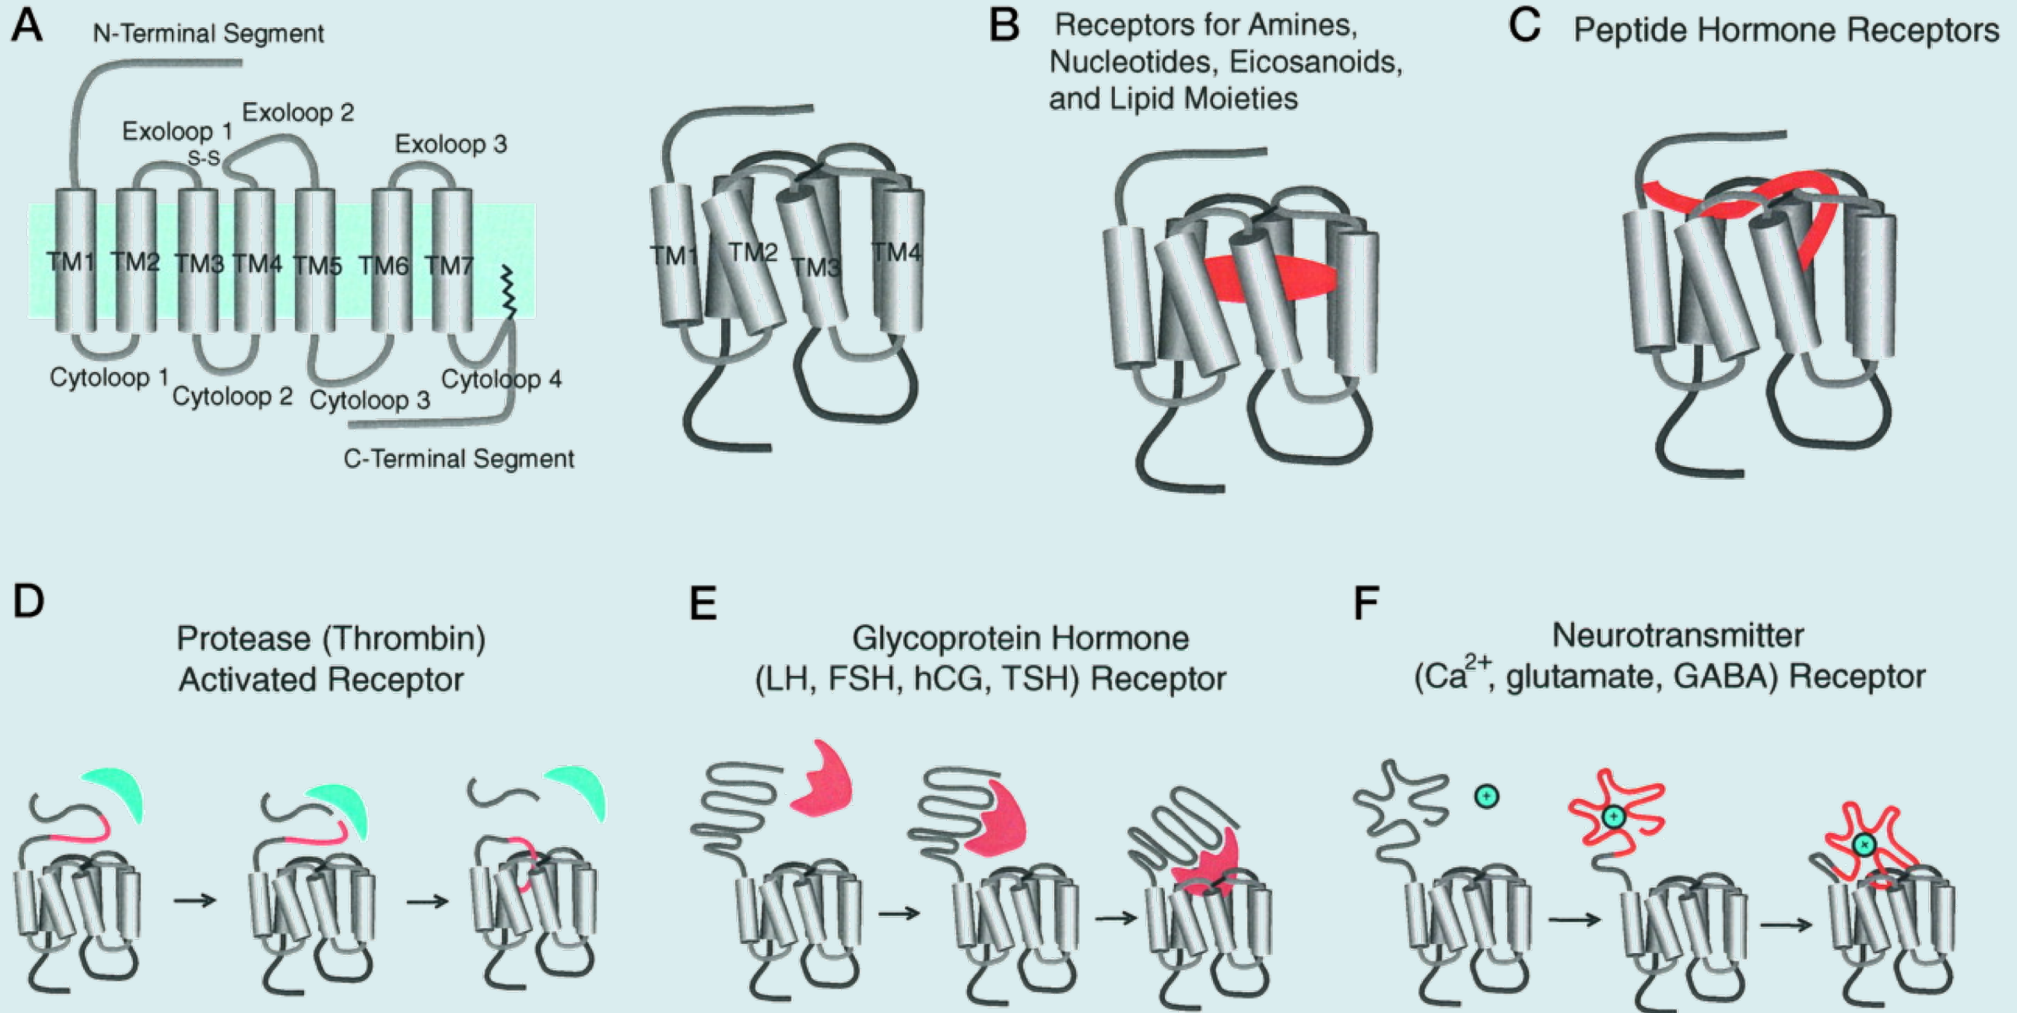 A
N-Terminal Segment
Exoloop 1
Exoloop 2
Exoloop 3
S-S
TM1 TM2 TM3 TM4 TM5 TM6 TM7
Cytoloop 1
Cytoloop 2
Cytoloop 3
Cytoloop 4
C-Terminal Segment
TM1 TM2 TM3 TM4
B
Receptors for Amines,
Nucleotides, Eicosanoids,
and Lipid Moieties
C
Peptide Hormone Receptors
D
Protease (Thrombin)
Activated Receptor
E
Glycoprotein Hormone
(LH, FSH, hCG, TSH) Receptor
F
Neurotransmitter
(Ca²⁺, glutamate, GABA) Receptor
+
+
+